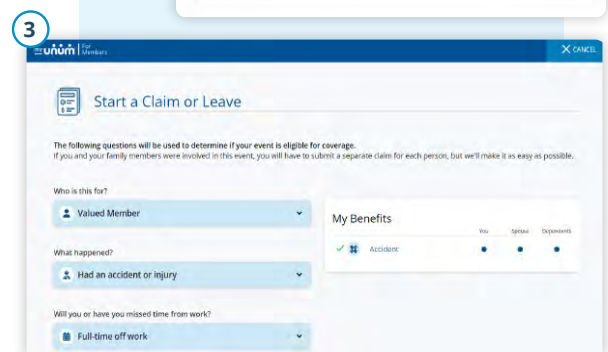 3
my unum | For Members
X CANCEL
Start a Claim or Leave
The following questions will be used to determine if your event is eligible for coverage.
If you and your family members were involved in this event, you will have to submit a separate claim for each person, but we'll make it as easy as possible.
Who is this for?
Valued Member
What happened?
Had an accident or injury
Will you or have you missed time from work?
Full-time off work
My Benefits
You Spouse Dependents
Accident